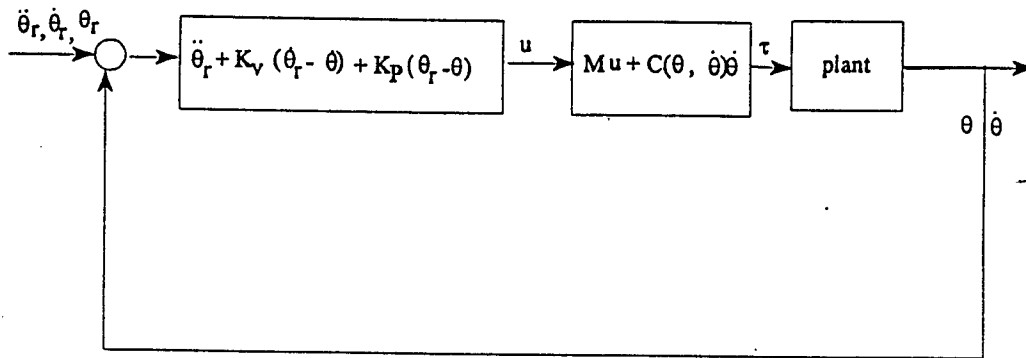 θ̈r, θ̇r, θr
θ̈r + Kv (θ̇r - θ̇) + KP (θr - θ)
u
Mu + C(θ, θ̇)θ̇
τ
plant
θ θ̇